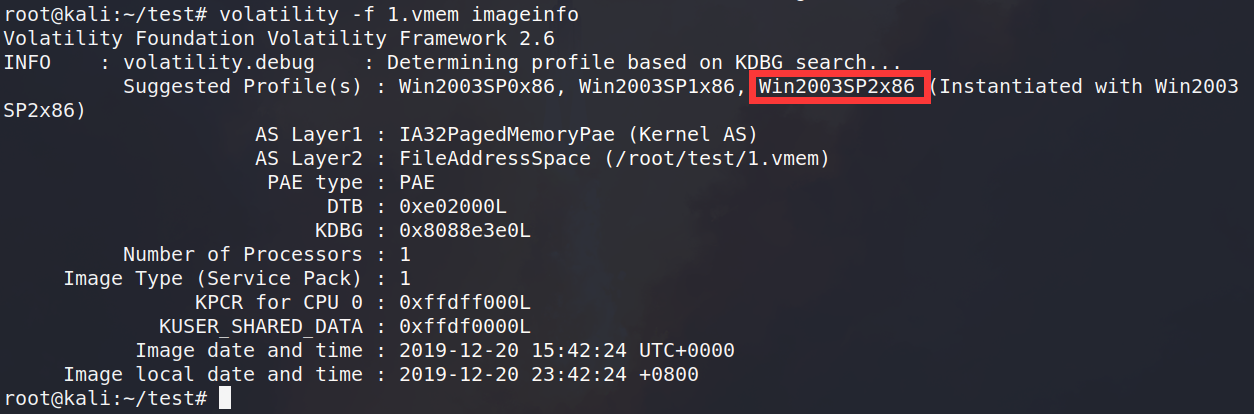 root@kali:~/test# volatility -f 1.vmem imageinfo
Volatility Foundation Volatility Framework 2.6
INFO    : volatility.debug    : Determining profile based on KDBG search...
          Suggested Profile(s) : Win2003SP0x86, Win2003SP1x86, Win2003SP2x86 (Instantiated with Win2003
SP2x86)
                     AS Layer1 : IA32PagedMemoryPae (Kernel AS)
                     AS Layer2 : FileAddressSpace (/root/test/1.vmem)
                      PAE type : PAE
                           DTB : 0xe02000L
                          KDBG : 0x8088e3e0L
          Number of Processors : 1
     Image Type (Service Pack) : 1
                KPCR for CPU 0 : 0xffdff000L
             KUSER_SHARED_DATA : 0xffdf0000L
           Image date and time : 2019-12-20 15:42:24 UTC+0000
     Image local date and time : 2019-12-20 23:42:24 +0800
root@kali:~/test#